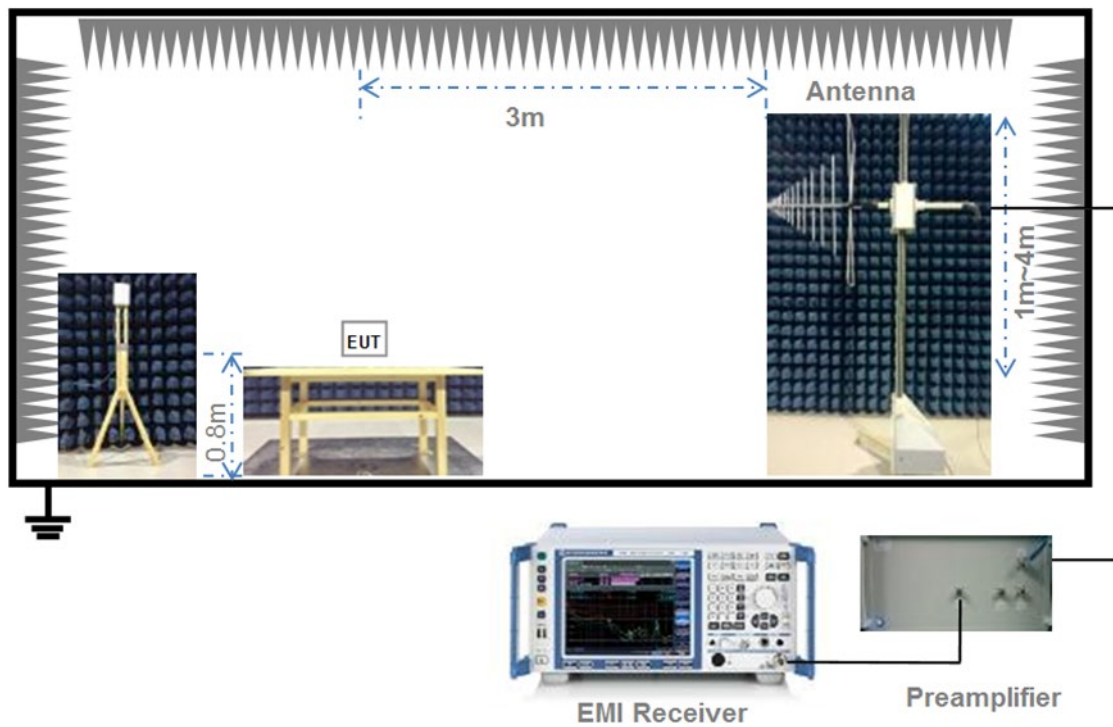 3m
Antenna
1m~4m
EUT
0.8m
EMI Receiver
Preamplifier